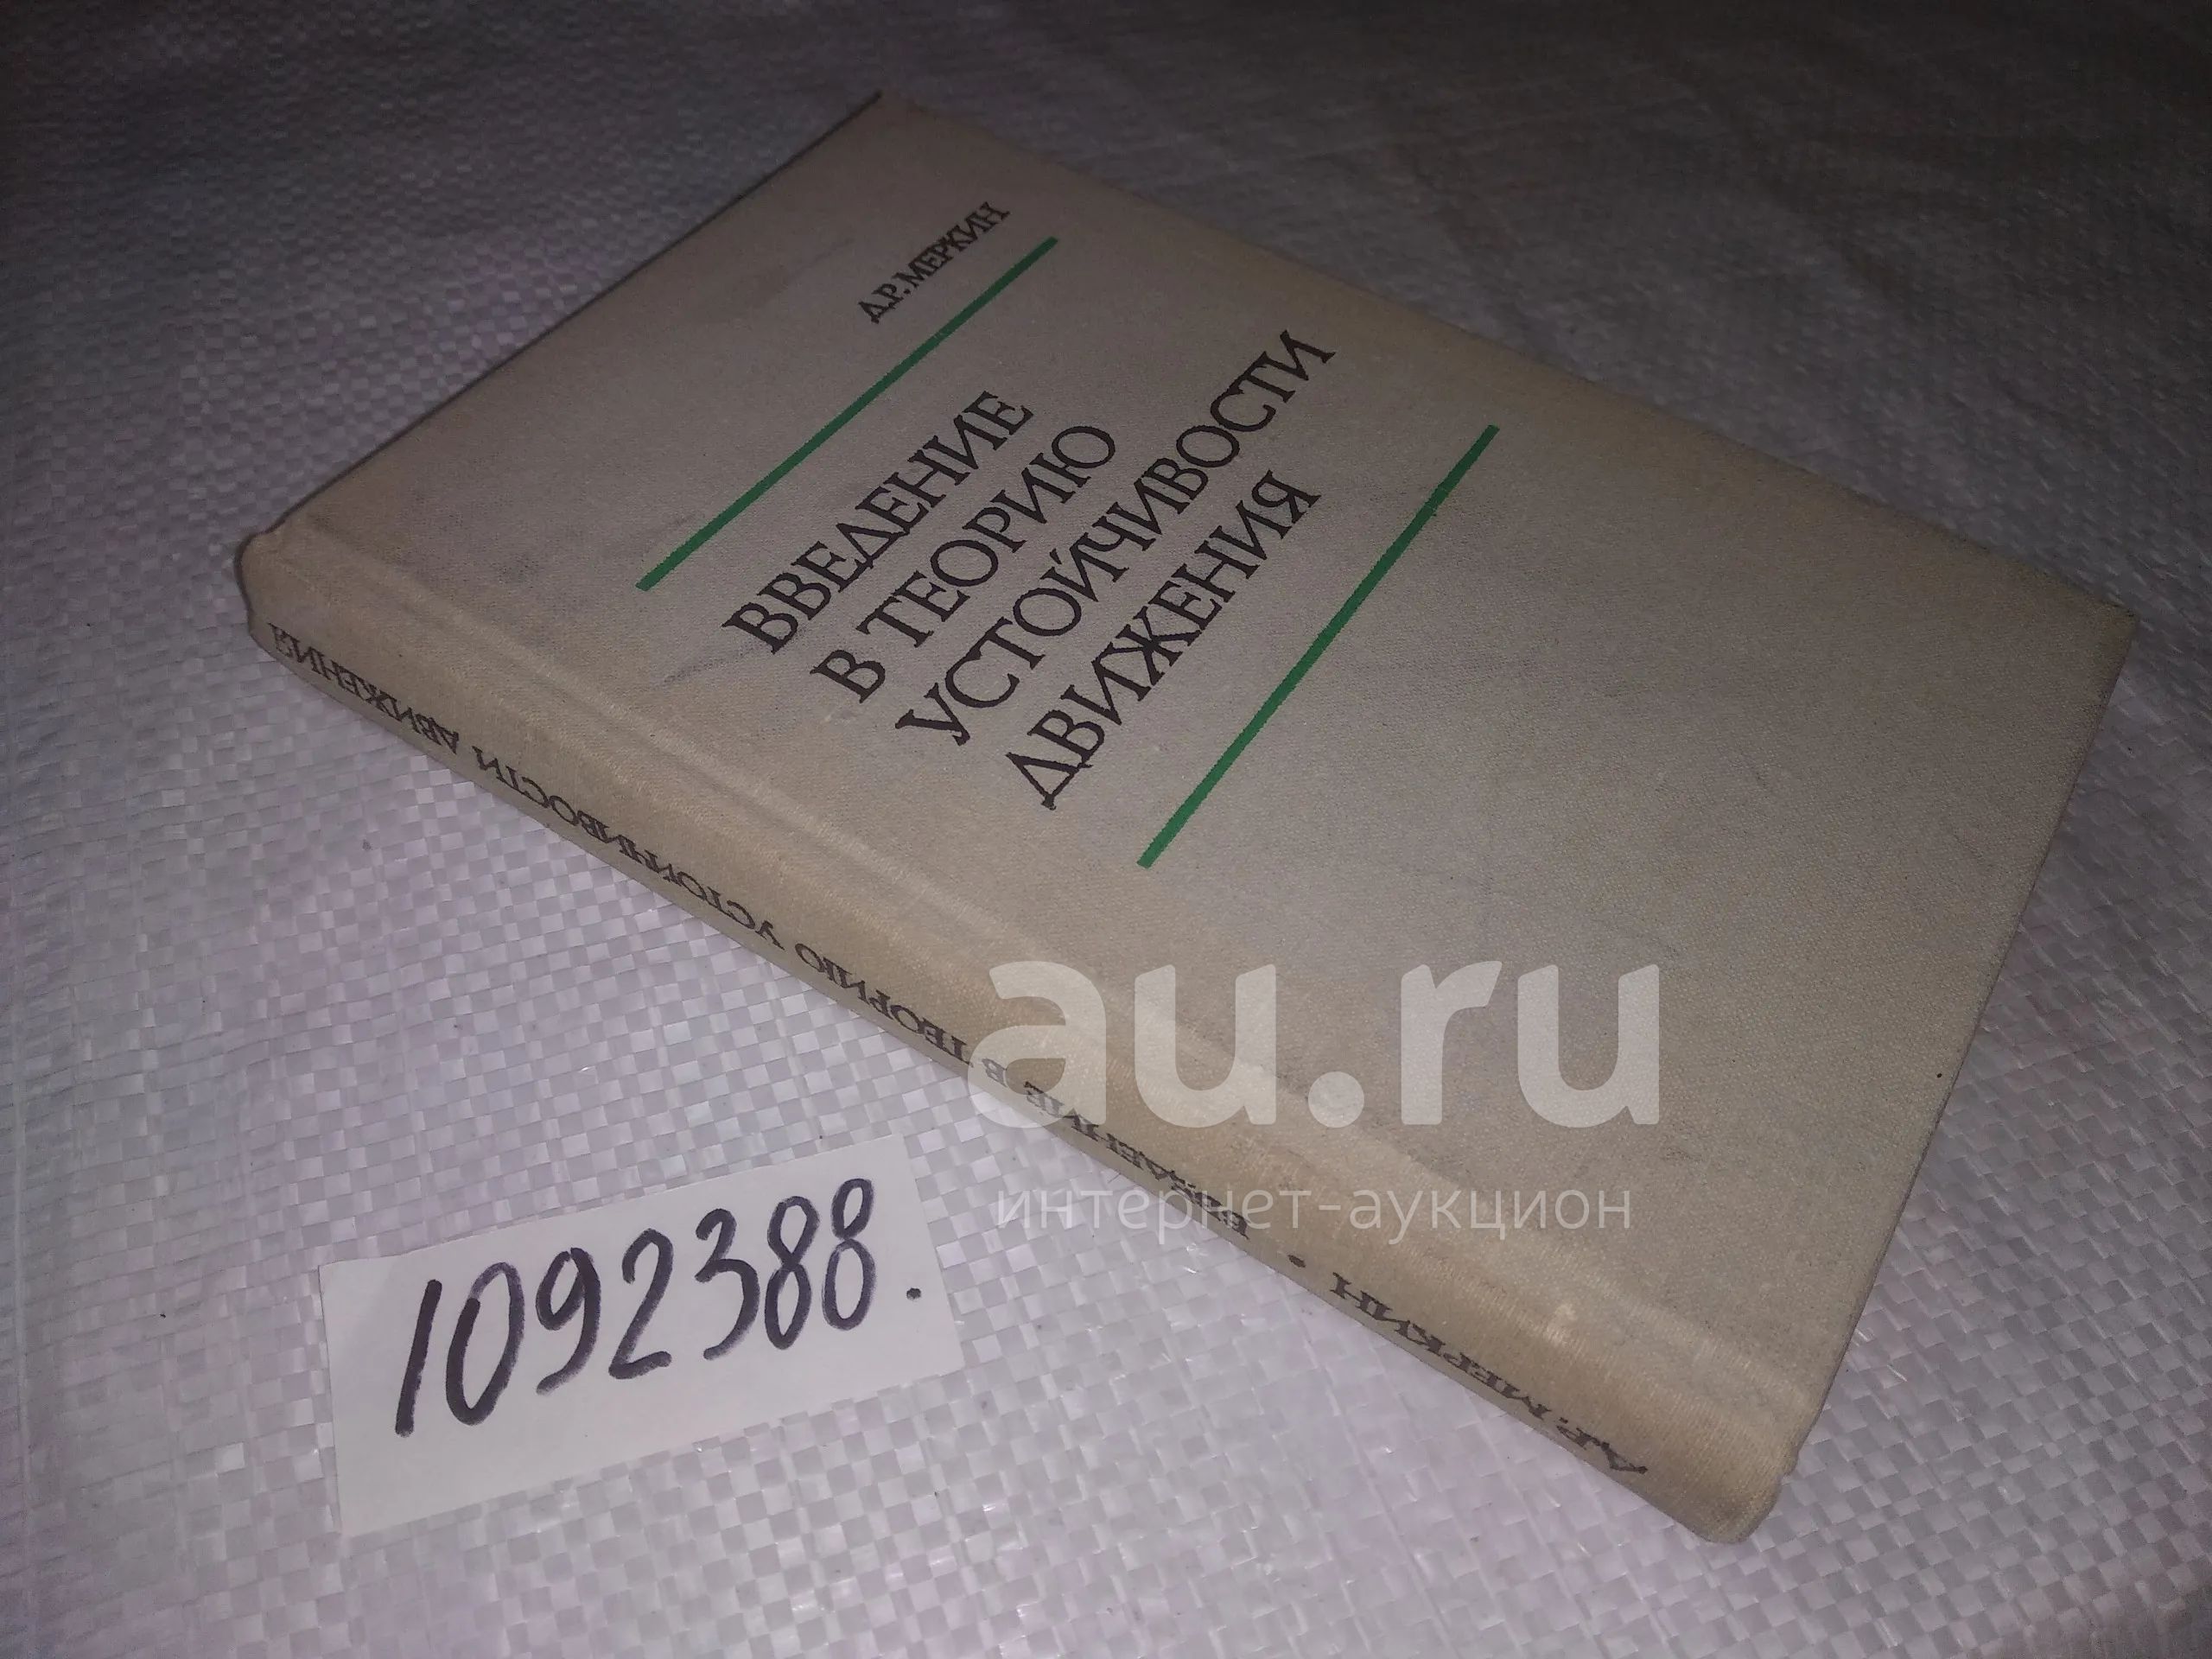 Д.Р. МЕРКИН
ВВЕДЕНИЕ
В ТЕОРИЮ
УСТОЙЧИВОСТИ
ДВИЖЕНИЯ
Д.Р. МЕРКИН • ВВЕДЕНИЕ В ТЕОРИЮ УСТОЙЧИВОСТИ ДВИЖЕНИЯ
au.ru
интернет-аукцион
1092388.